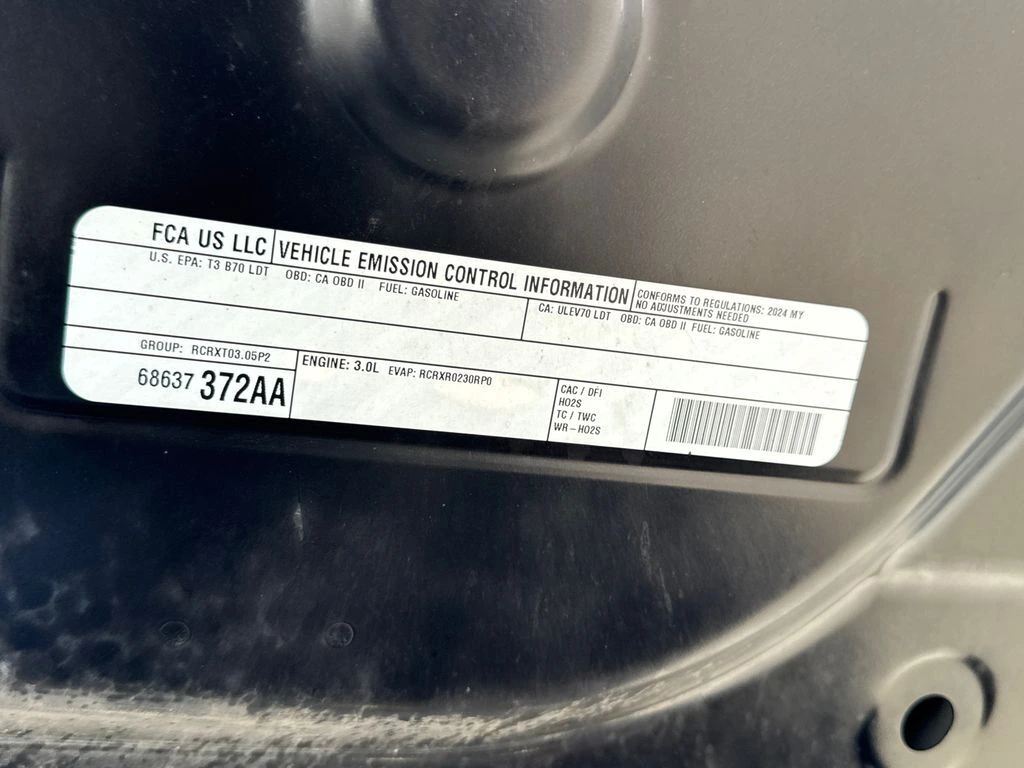 FCA US LLC
VEHICLE EMISSION CONTROL INFORMATION
CONFORMS TO REGULATIONS: 2024 MY
NO ADJUSTMENTS NEEDED
U.S. EPA: T3 B70 LDT OBD: CA OBD II FUEL: GASOLINE
CA: ULEV70 LDT OBD: CA OBD II FUEL: GASOLINE
GROUP: RCRXT03.05P2
68637 372AA
ENGINE: 3.0L EVAP: RCRXR0230RP0
CAC / DFI
HO2S
TC / TWC
WR-HO2S